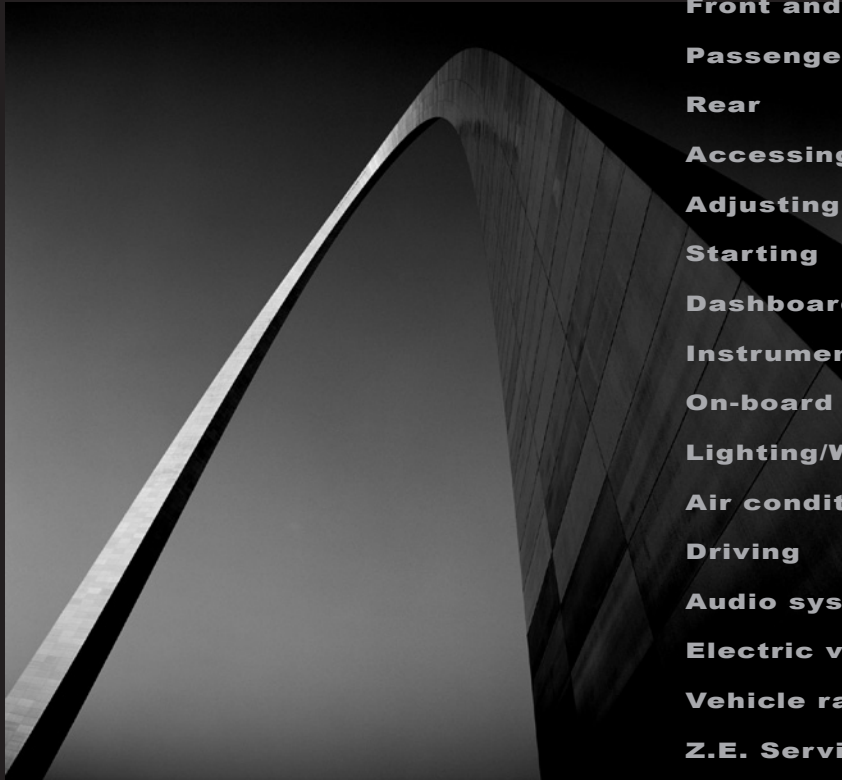 Front and
Passenge
Rear
Accessing
Adjusting
Starting
Dashboar
Instrumen
On-board
Lighting/W
Air condit
Driving
Audio sys
Electric v
Vehicle ra
Z.E. Servi